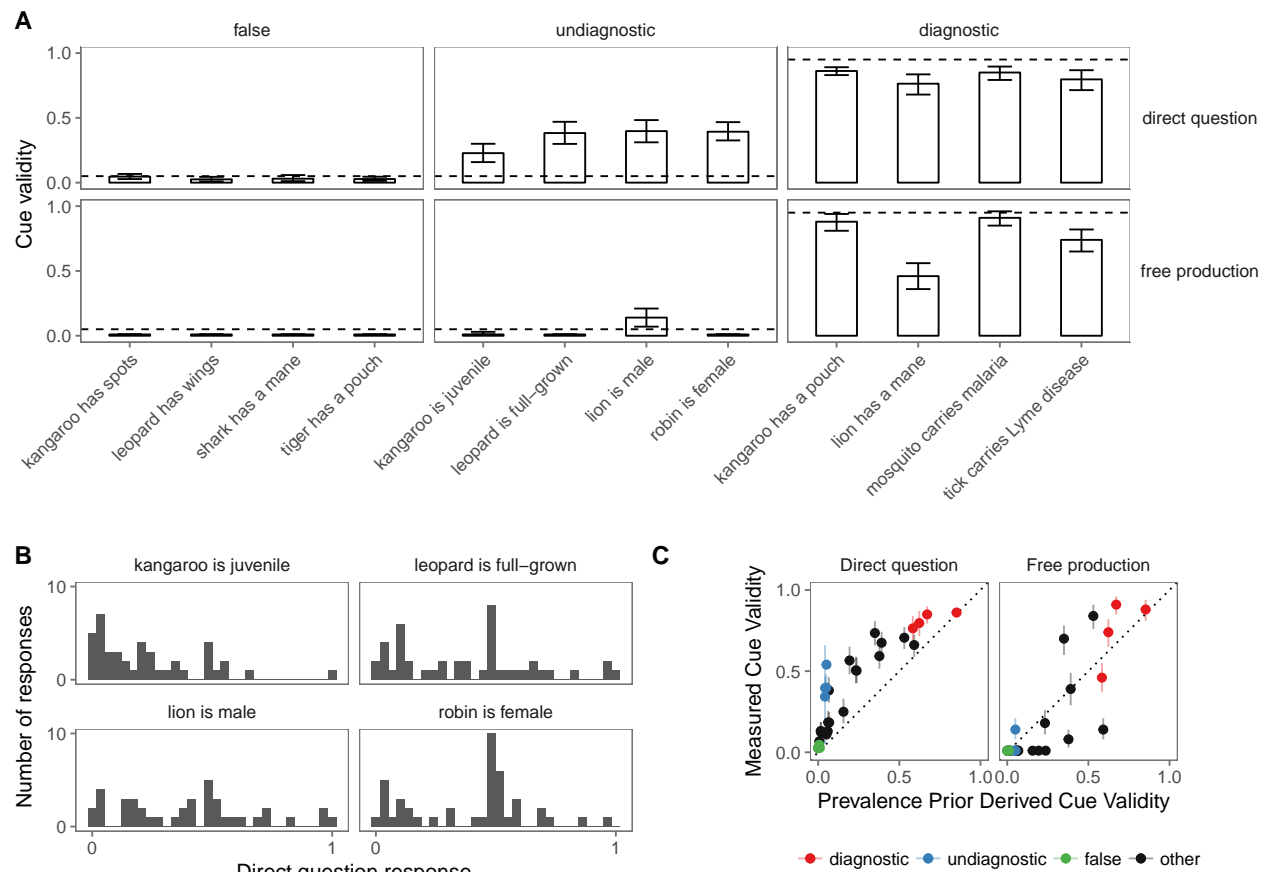 A
false undiagnostic diagnostic
Cue validity
1.0
0.5
0.0
direct question
1.0
0.5
0.0
free production
kangaroo has spots
leopard has wings
shark has a mane
tiger has a pouch
kangaroo is juvenile
leopard is full−grown
lion is male
robin is female
kangaroo has a pouch
lion has a mane
mosquito carries malaria
tick carries Lyme disease
B
kangaroo is juvenile leopard is full−grown
Number of responses
10
0
lion is male robin is female
10
0
0 1 0 1
Direct question response
C
Direct question Free production
Measured Cue Validity
1.0
0.5
0.0
0.0 0.5 1.0 0.0 0.5 1.0
Prevalence Prior Derived Cue Validity
diagnostic undiagnostic false other